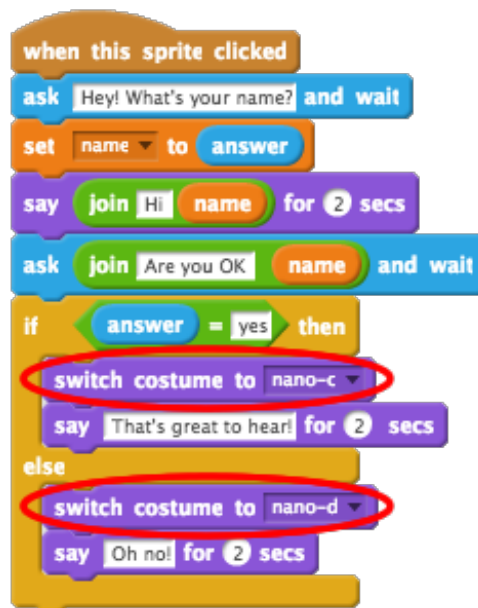 when this sprite clicked
ask Hey! What's your name? and wait
set name to answer
say join Hi name for 2 secs
ask join Are you OK name and wait
if answer = yes then
switch costume to nano-c
say That's great to hear! for 2 secs
else
switch costume to nano-d
say Oh no! for 2 secs